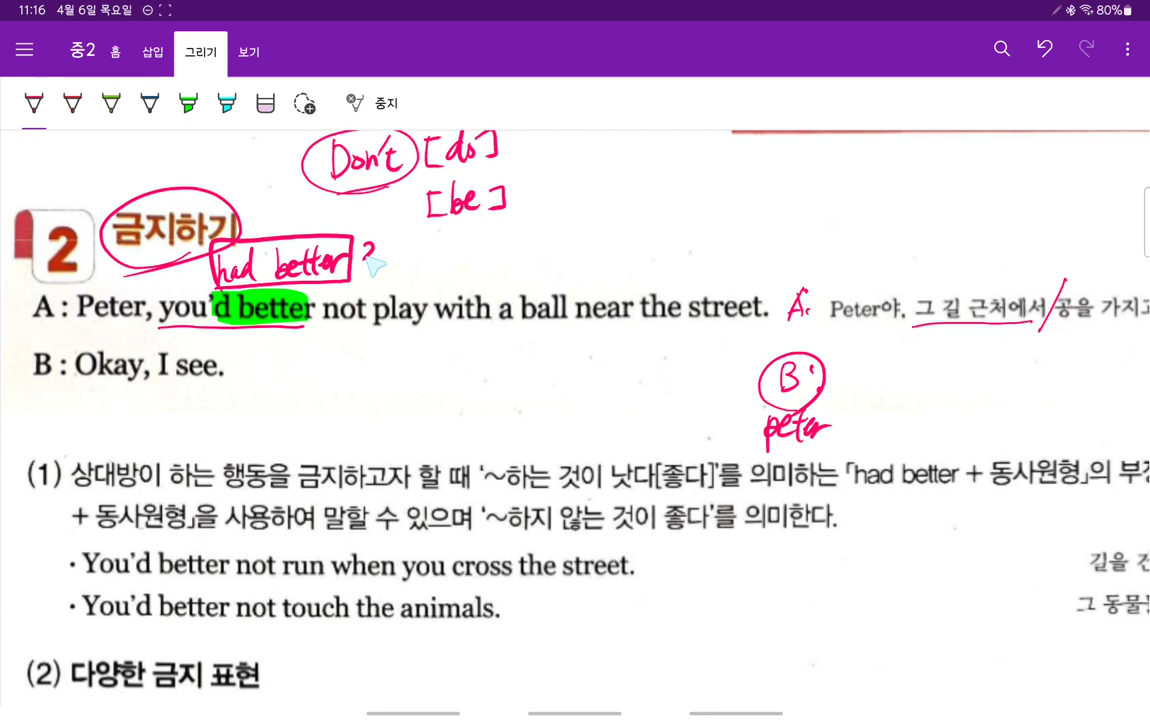 11:16 4월 6일 목요일 80%
중2 홈 삽입 그리기 보기
중지
Don't [do]
[be]
2 금지하기
had better ?
A : Peter, you'd better not play with a ball near the street. A: Peter야, 그 길 근처에서 / 공을 가지고
B : Okay, I see.
B:
peter
(1) 상대방이 하는 행동을 금지하고자 할 때 '~하는 것이 낫다[좋다]'를 의미하는 「had better + 동사원형」의 부정
+ 동사원형」을 사용하여 말할 수 있으며 '~하지 않는 것이 좋다'를 의미한다.
· You'd better not run when you cross the street. 길을
· You'd better not touch the animals. 그
(2) 다양한 금지 표현